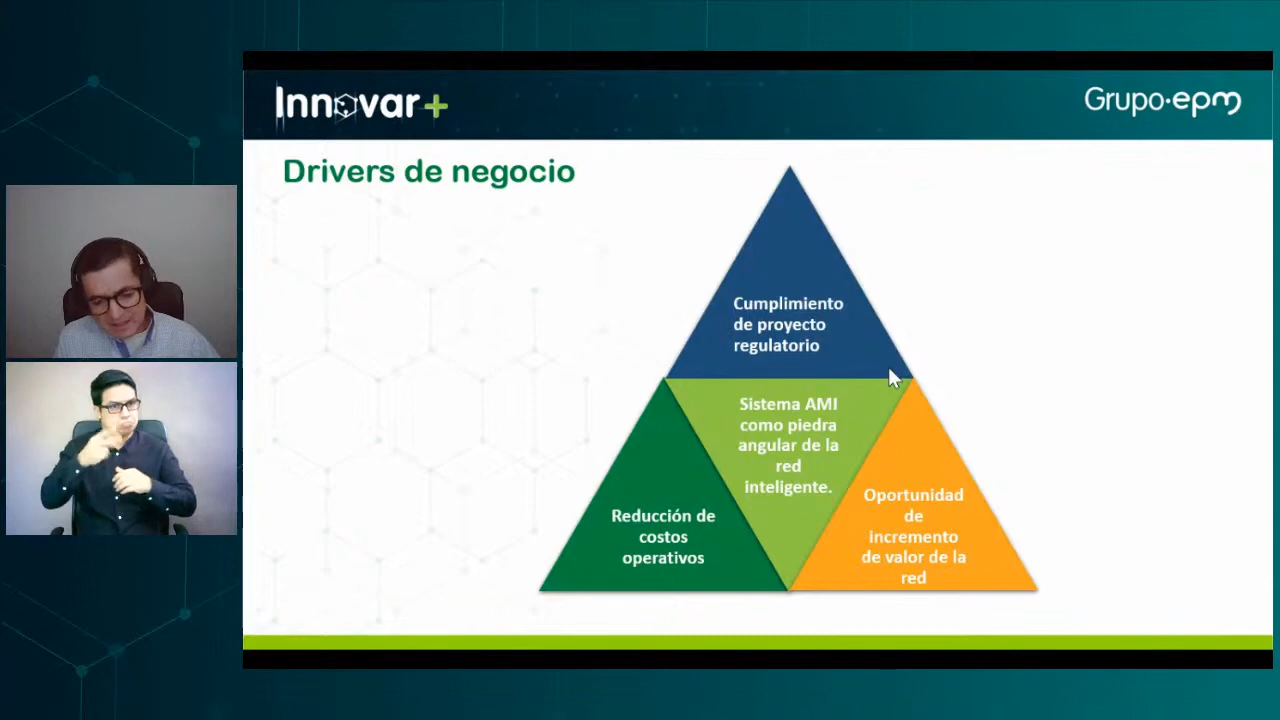 Innovar+
Grupo·epm
Drivers de negocio
Cumplimiento
de proyecto
regulatorio
Sistema AMI
como piedra
angular de la
red
inteligente.
Reducción de
costos
operativos
Oportunidad
de
incremento
de valor de la
red